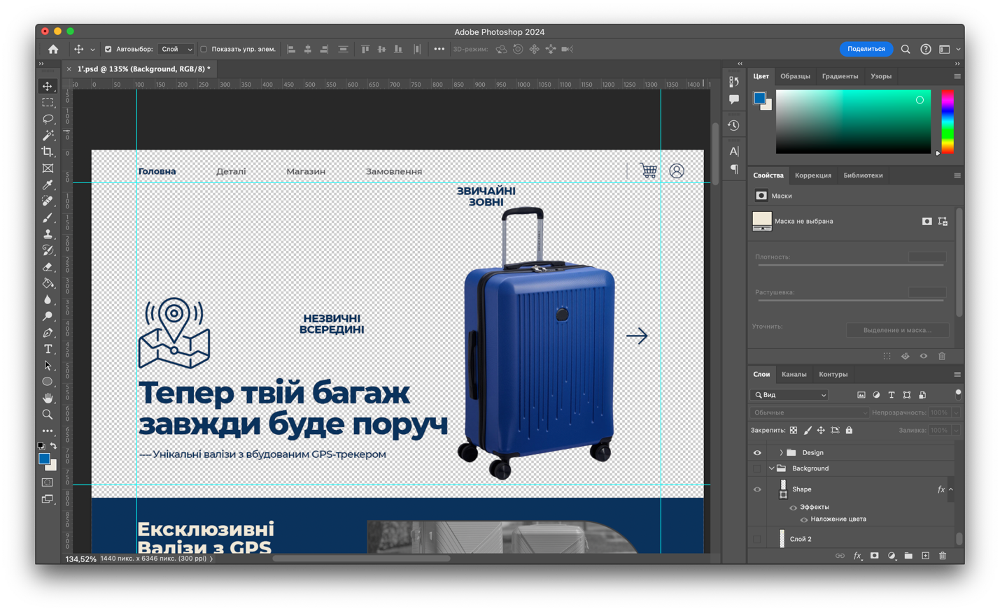 Adobe Photoshop 2024
Автовыбор: Слой Показать упр. элем. 3D-режим: Поделиться
1'.psd @ 135% (Background, RGB/8) *
0 50 100 150 200 250 300 350 400 450 500 550 600 650 700 750 800 850 900 950 1000 1050 1100 1150 1200 1250 1300 1350 1400
Головна Деталі Магазин Замовлення
ЗВИЧАЙНІ
ЗОВНІ
НЕЗВИЧНІ
ВСЕРЕДИНІ
Тепер твій багаж
завжди буде поруч
— Унікальні валізи з вбудованим GPS-трекером
Ексклюзивні
Валізи з GPS
134,52% 1440 пикс. x 6346 пикс. (300 ppi)
Цвет Образцы Градиенты Узоры
Свойства Коррекция Библиотеки
Маски
Маска не выбрана
Плотность:
Растушевка:
Уточнить: Выделение и маска...
Слои Каналы Контуры
Вид
Обычные Непрозрачность: 100%
Закрепить: Заливка: 100%
Design
Background
Shape fx
Эффекты
Наложение цвета
Слой 2
fx